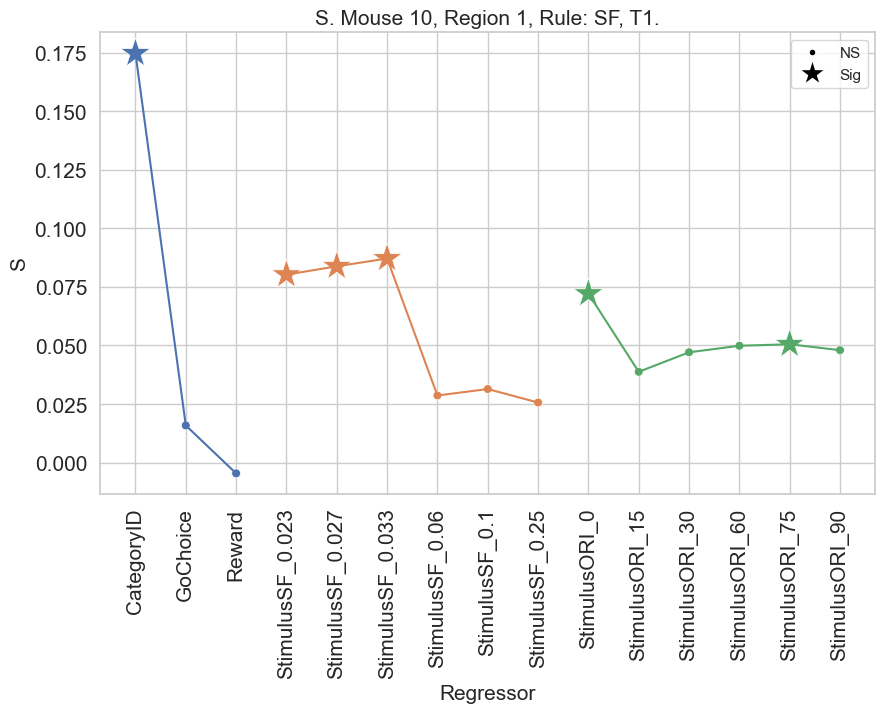 S. Mouse 10, Region 1, Rule: SF, T1.
NS
Sig
S
0.175
0.150
0.125
0.100
0.075
0.050
0.025
0.000
CategoryID
GoChoice
Reward
StimulusSF_0.023
StimulusSF_0.027
StimulusSF_0.033
StimulusSF_0.06
StimulusSF_0.1
StimulusSF_0.25
StimulusORI_0
StimulusORI_15
StimulusORI_30
StimulusORI_60
StimulusORI_75
StimulusORI_90
Regressor